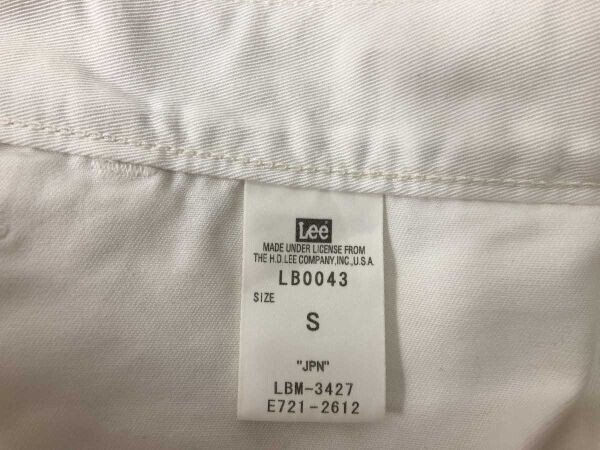 Lee
MADE UNDER LICENSE FROM
THE H.D.LEE COMPANY,INC.,U.S.A.
LB0043
SIZE
S
"JPN"
LBM-3427
E721-2612